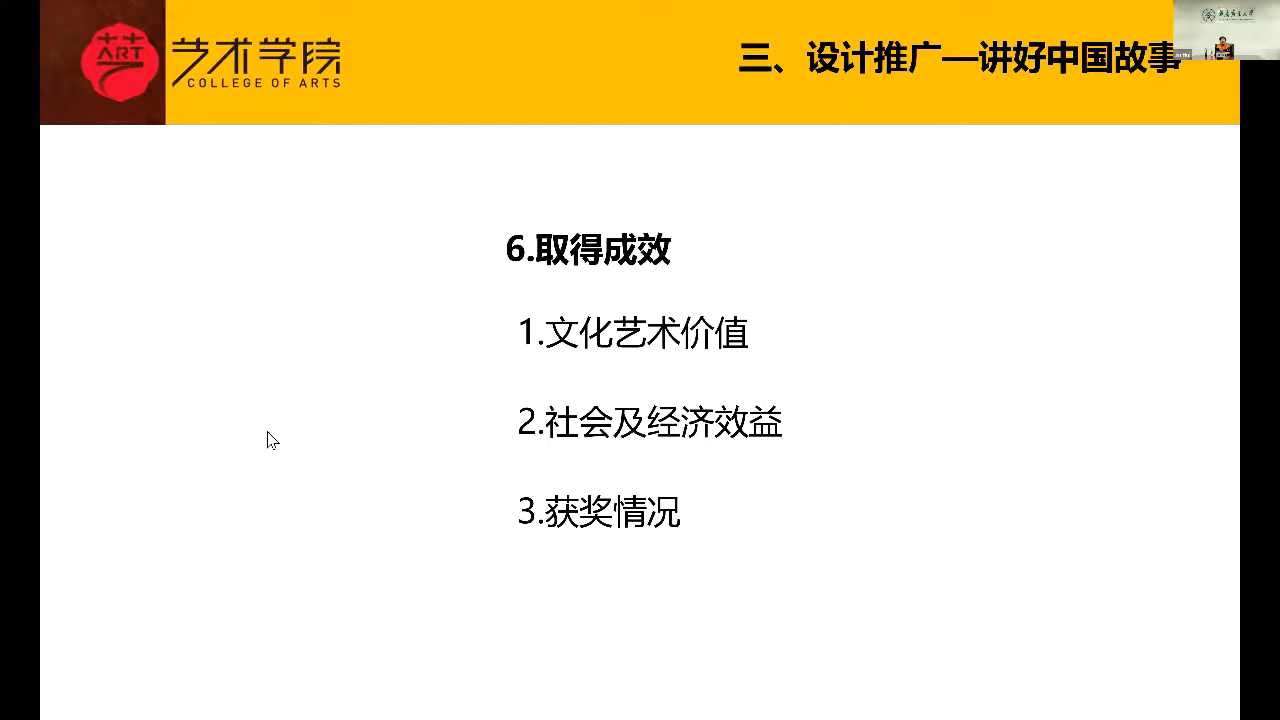 ART
艺术学院
COLLEGE OF ARTS
三、设计推广—讲好中国故事
6.取得成效
1.文化艺术价值
2.社会及经济效益
3.获奖情况